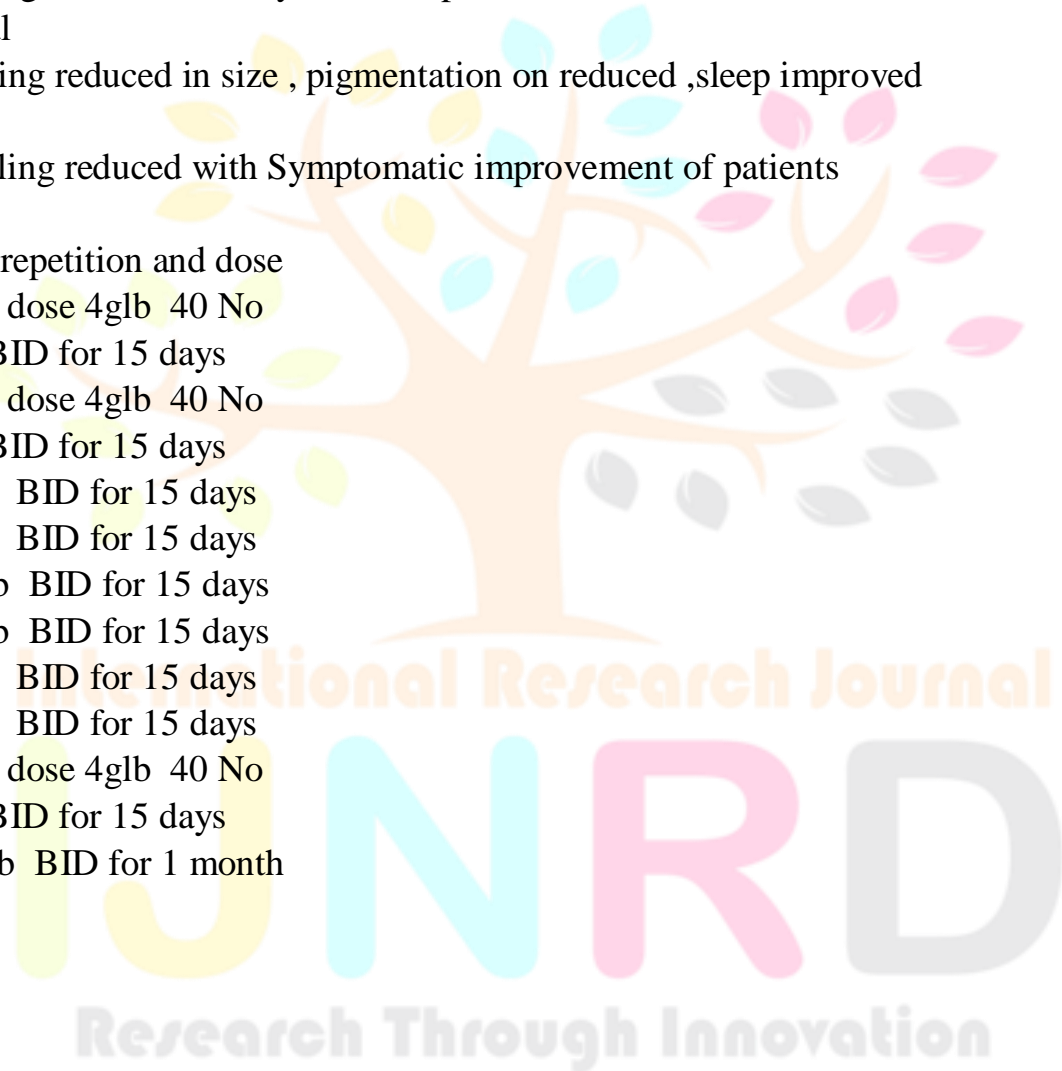 ing reduced in size , pigmentation on reduced ,sleep improved
ling reduced with Symptomatic improvement of patients
repetition and dose
dose 4glb 40 No
BID for 15 days
dose 4glb 40 No
BID for 15 days
BID for 15 days
BID for 15 days
b BID for 15 days
b BID for 15 days
BID for 15 days
BID for 15 days
dose 4glb 40 No
BID for 15 days
b BID for 1 month
International Research Journal
IJNRD
Research Through Innovation